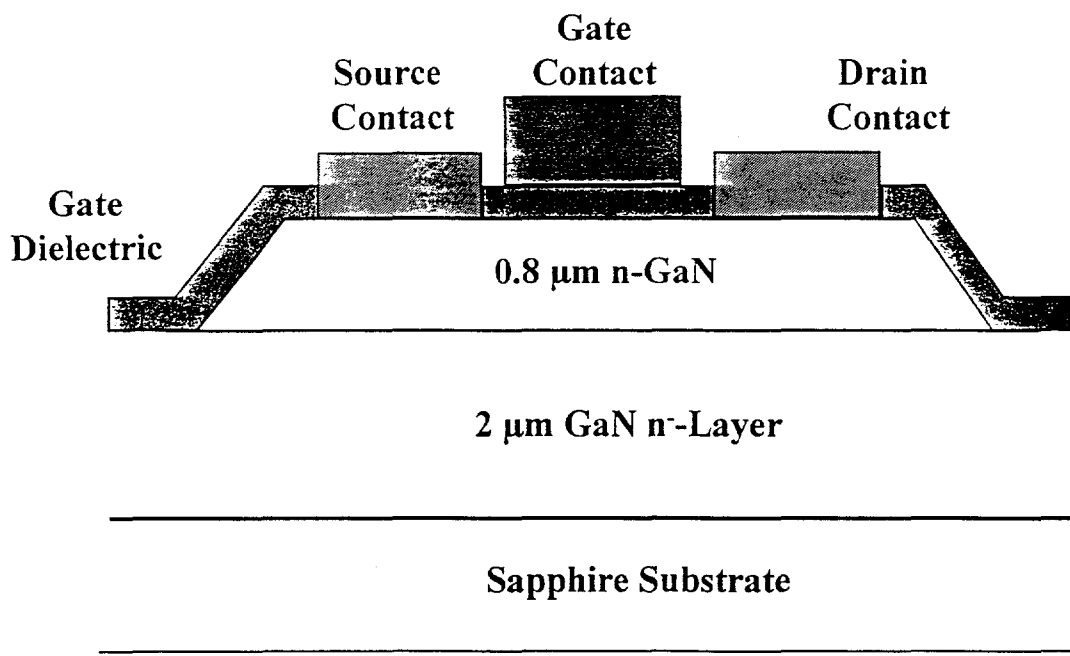 Gate
Contact
Source
Contact
Drain
Contact
Gate
Dielectric
0.8 μm n-GaN
2 μm GaN n⁻-Layer
Sapphire Substrate